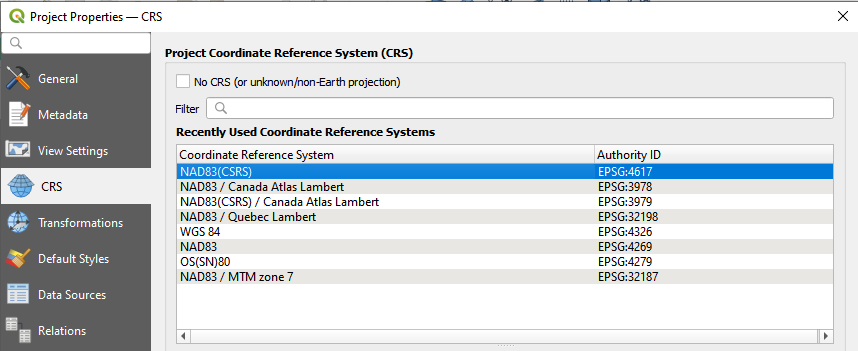 Project Properties — CRS
General
Metadata
View Settings
CRS
Transformations
Default Styles
Data Sources
Relations
Project Coordinate Reference System (CRS)
No CRS (or unknown/non-Earth projection)
Filter
Recently Used Coordinate Reference Systems
Coordinate Reference System Authority ID
NAD83(CSRS) EPSG:4617
NAD83 / Canada Atlas Lambert EPSG:3978
NAD83(CSRS) / Canada Atlas Lambert EPSG:3979
NAD83 / Quebec Lambert EPSG:32198
WGS 84 EPSG:4326
NAD83 EPSG:4269
OS(SN)80 EPSG:4279
NAD83 / MTM zone 7 EPSG:32187